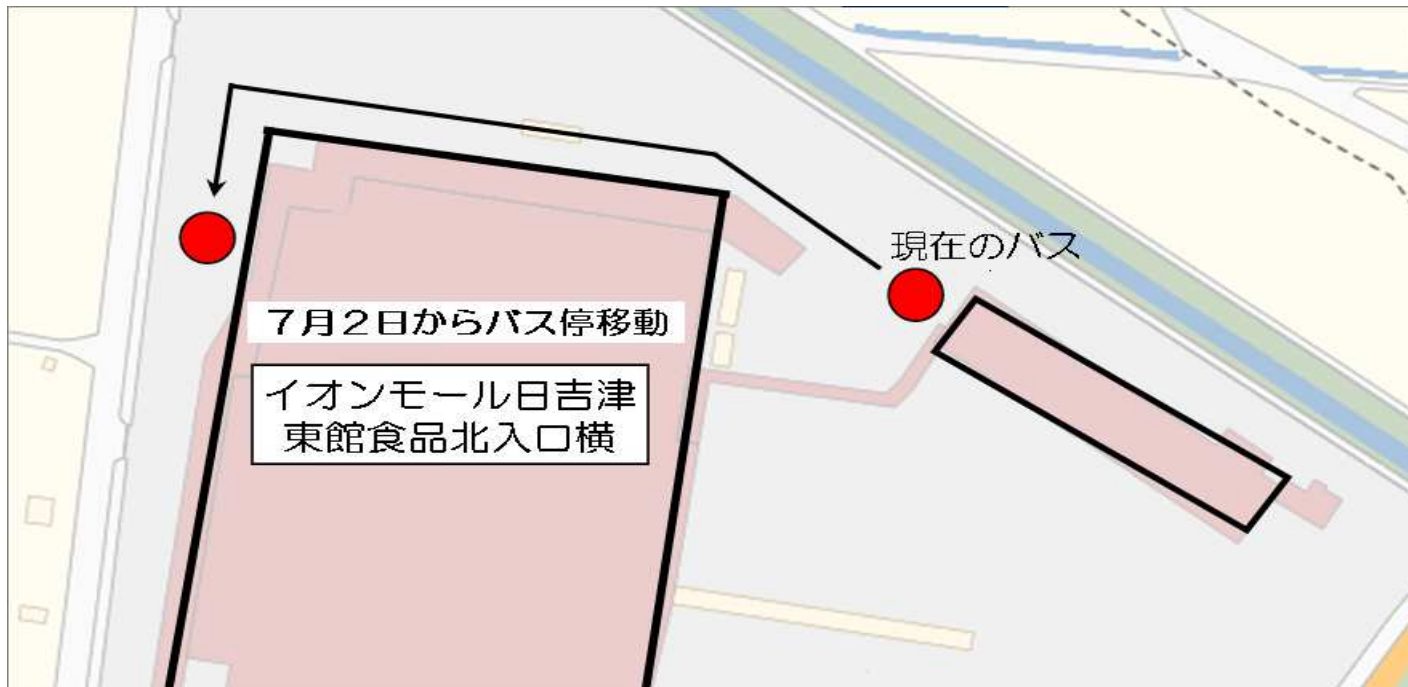 現在のバス
７月２日からバス停移動
イオンモール日吉津
東館食品北入口横